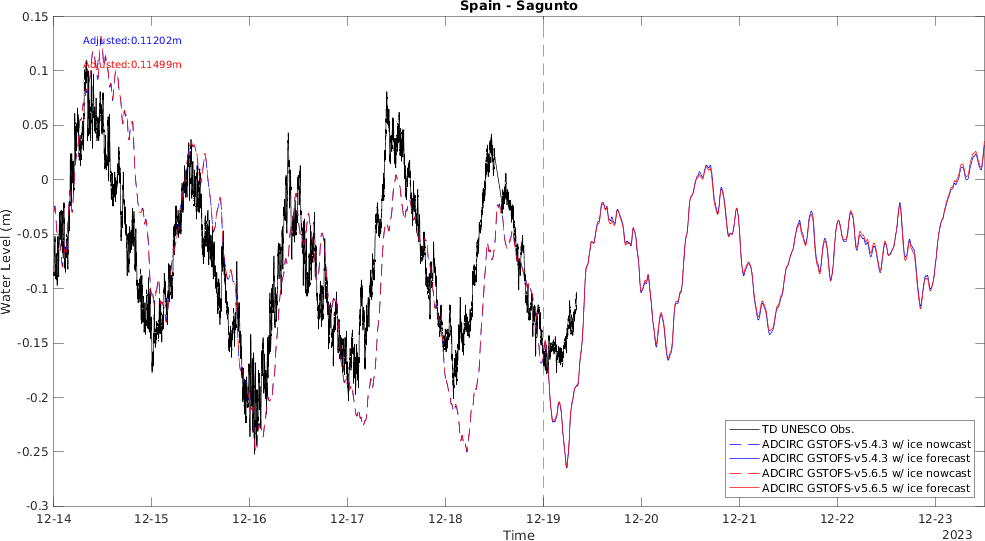 Spain - Sagunto
0.15
0.1
0.05
0
-0.05
-0.1
-0.15
-0.2
-0.25
-0.3
Water Level (m)
Adjusted:0.11202m
Adjusted:0.11499m
TD UNESCO Obs.
ADCIRC GSTOFS-v5.4.3 w/ ice nowcast
ADCIRC GSTOFS-v5.4.3 w/ ice forecast
ADCIRC GSTOFS-v5.6.5 w/ ice nowcast
ADCIRC GSTOFS-v5.6.5 w/ ice forecast
12-14 12-15 12-16 12-17 12-18 12-19 12-20 12-21 12-22 12-23
Time
2023